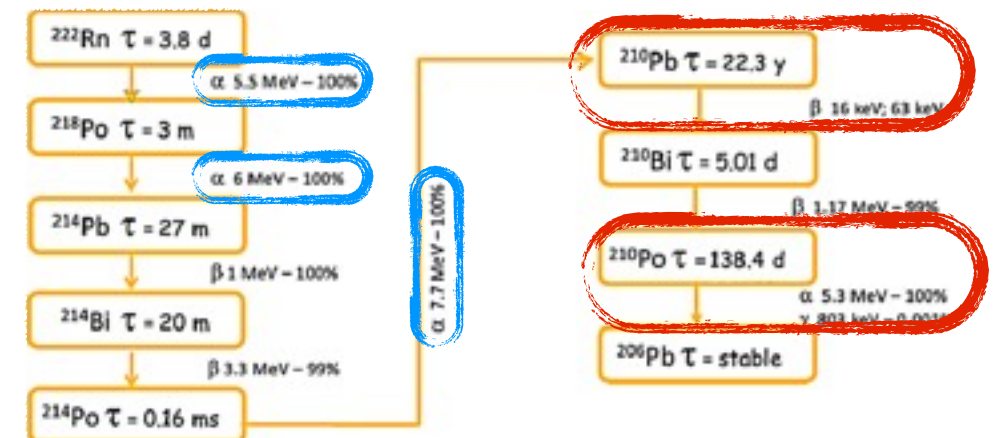 ²²²Rn τ = 3.8 d
α 5.5 MeV – 100%
²¹⁸Po τ = 3 m
α 6 MeV – 100%
²¹⁴Pb τ = 27 m
β 1 MeV – 100%
²¹⁴Bi τ = 20 m
β 3.3 MeV – 99%
²¹⁴Po τ = 0.16 ms
α 7.7 MeV – 100%
²¹⁰Pb τ = 22.3 y
β 16 keV; 63 keV
²¹⁰Bi τ = 5.01 d
β 1.17 MeV – 99%
²¹⁰Po τ = 138.4 d
α 5.3 MeV – 100%
γ 803 keV –
²⁰⁶Pb τ = stable